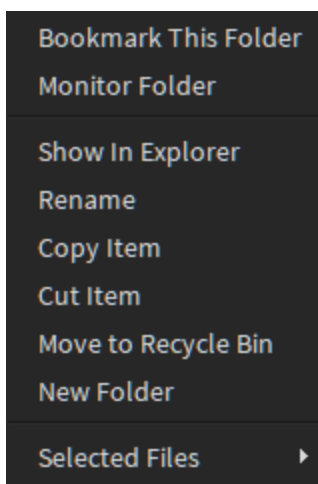 Bookmark This Folder
Monitor Folder
Show In Explorer
Rename
Copy Item
Cut Item
Move to Recycle Bin
New Folder
Selected Files